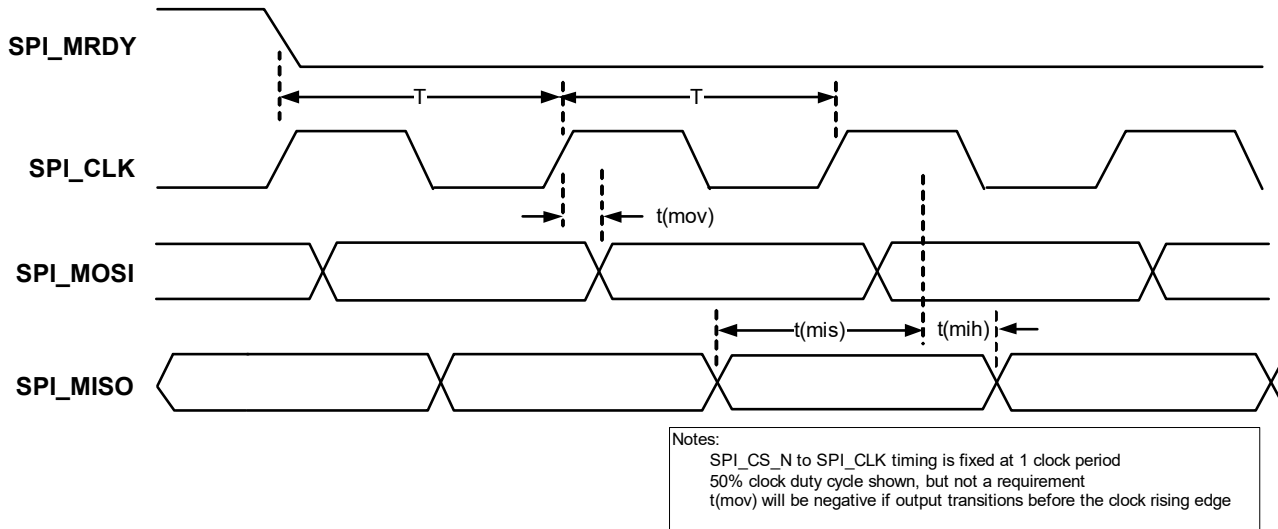 SPI_MRDY
T T
SPI_CLK
t(mov)
SPI_MOSI
t(mis) t(mih)
SPI_MISO
Notes:
SPI_CS_N to SPI_CLK timing is fixed at 1 clock period
50% clock duty cycle shown, but not a requirement
t(mov) will be negative if output transitions before the clock rising edge